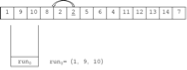 1 9 10 8 2 2 5 11 6 4 12 13 14 7
run₀
run₀= (1, 9, 10)